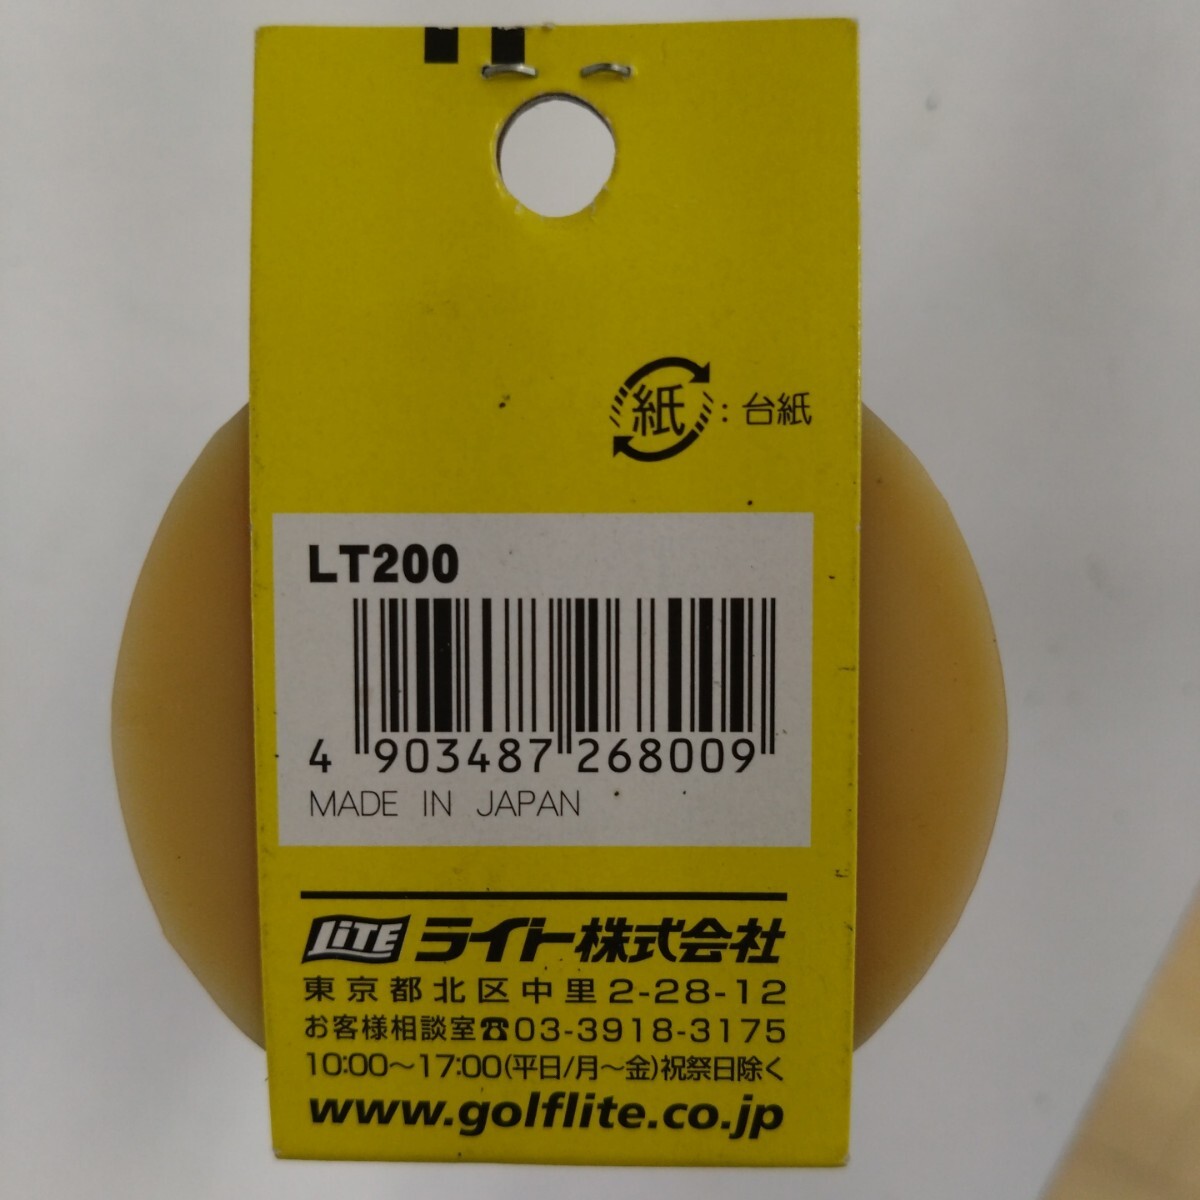 紙 : 台紙
LT200
4 903487 268009
MADE IN JAPAN
LiTE ライト株式会社
東京都北区中里2-28-12
お客様相談室☎03-3918-3175
10:00〜17:00(平日/月〜金)祝祭日除く
www.golflite.co.jp